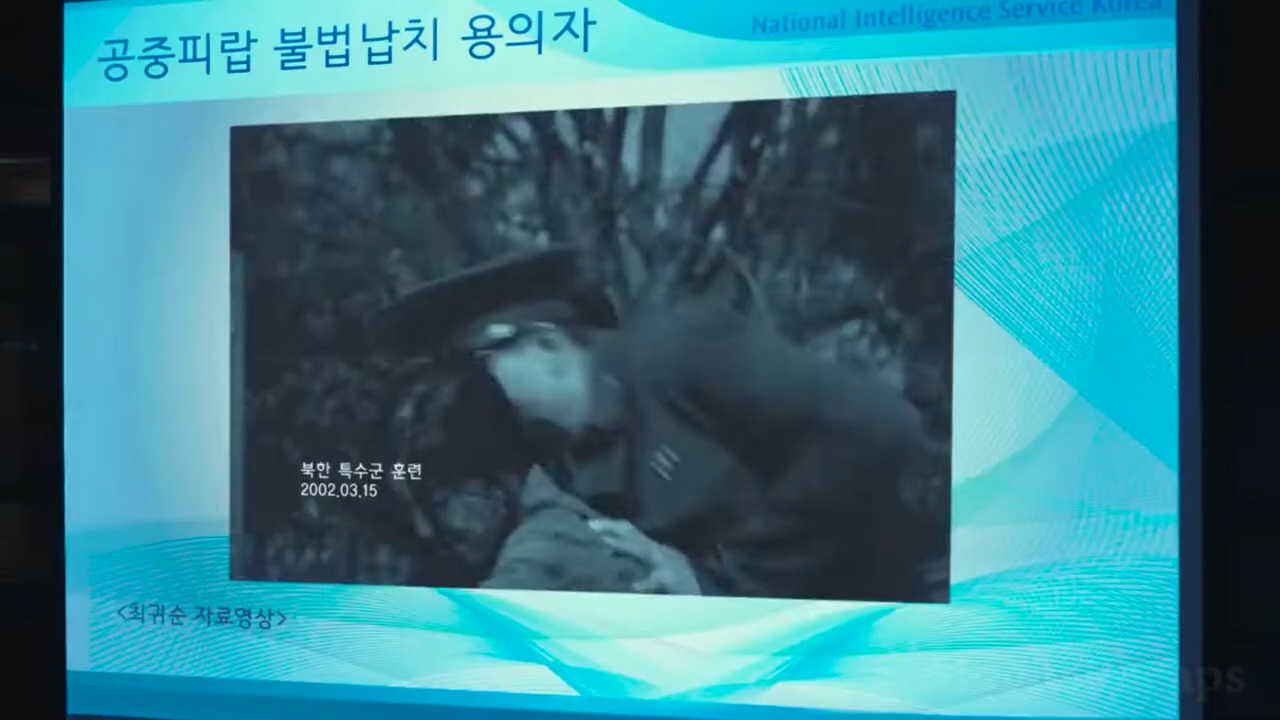 공중피랍 불법납치 용의자
National Intelligence Service Korea
북한 특수군 훈련
2002.03.15
<최귀순 자료영상>